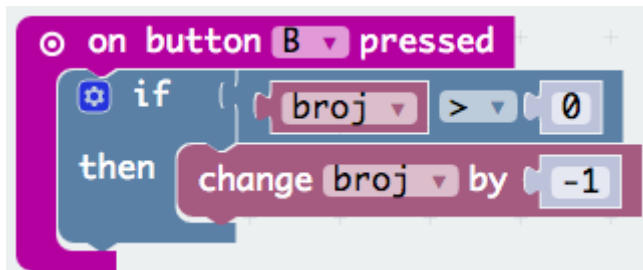 on button B pressed
if broj > 0
then change broj by -1